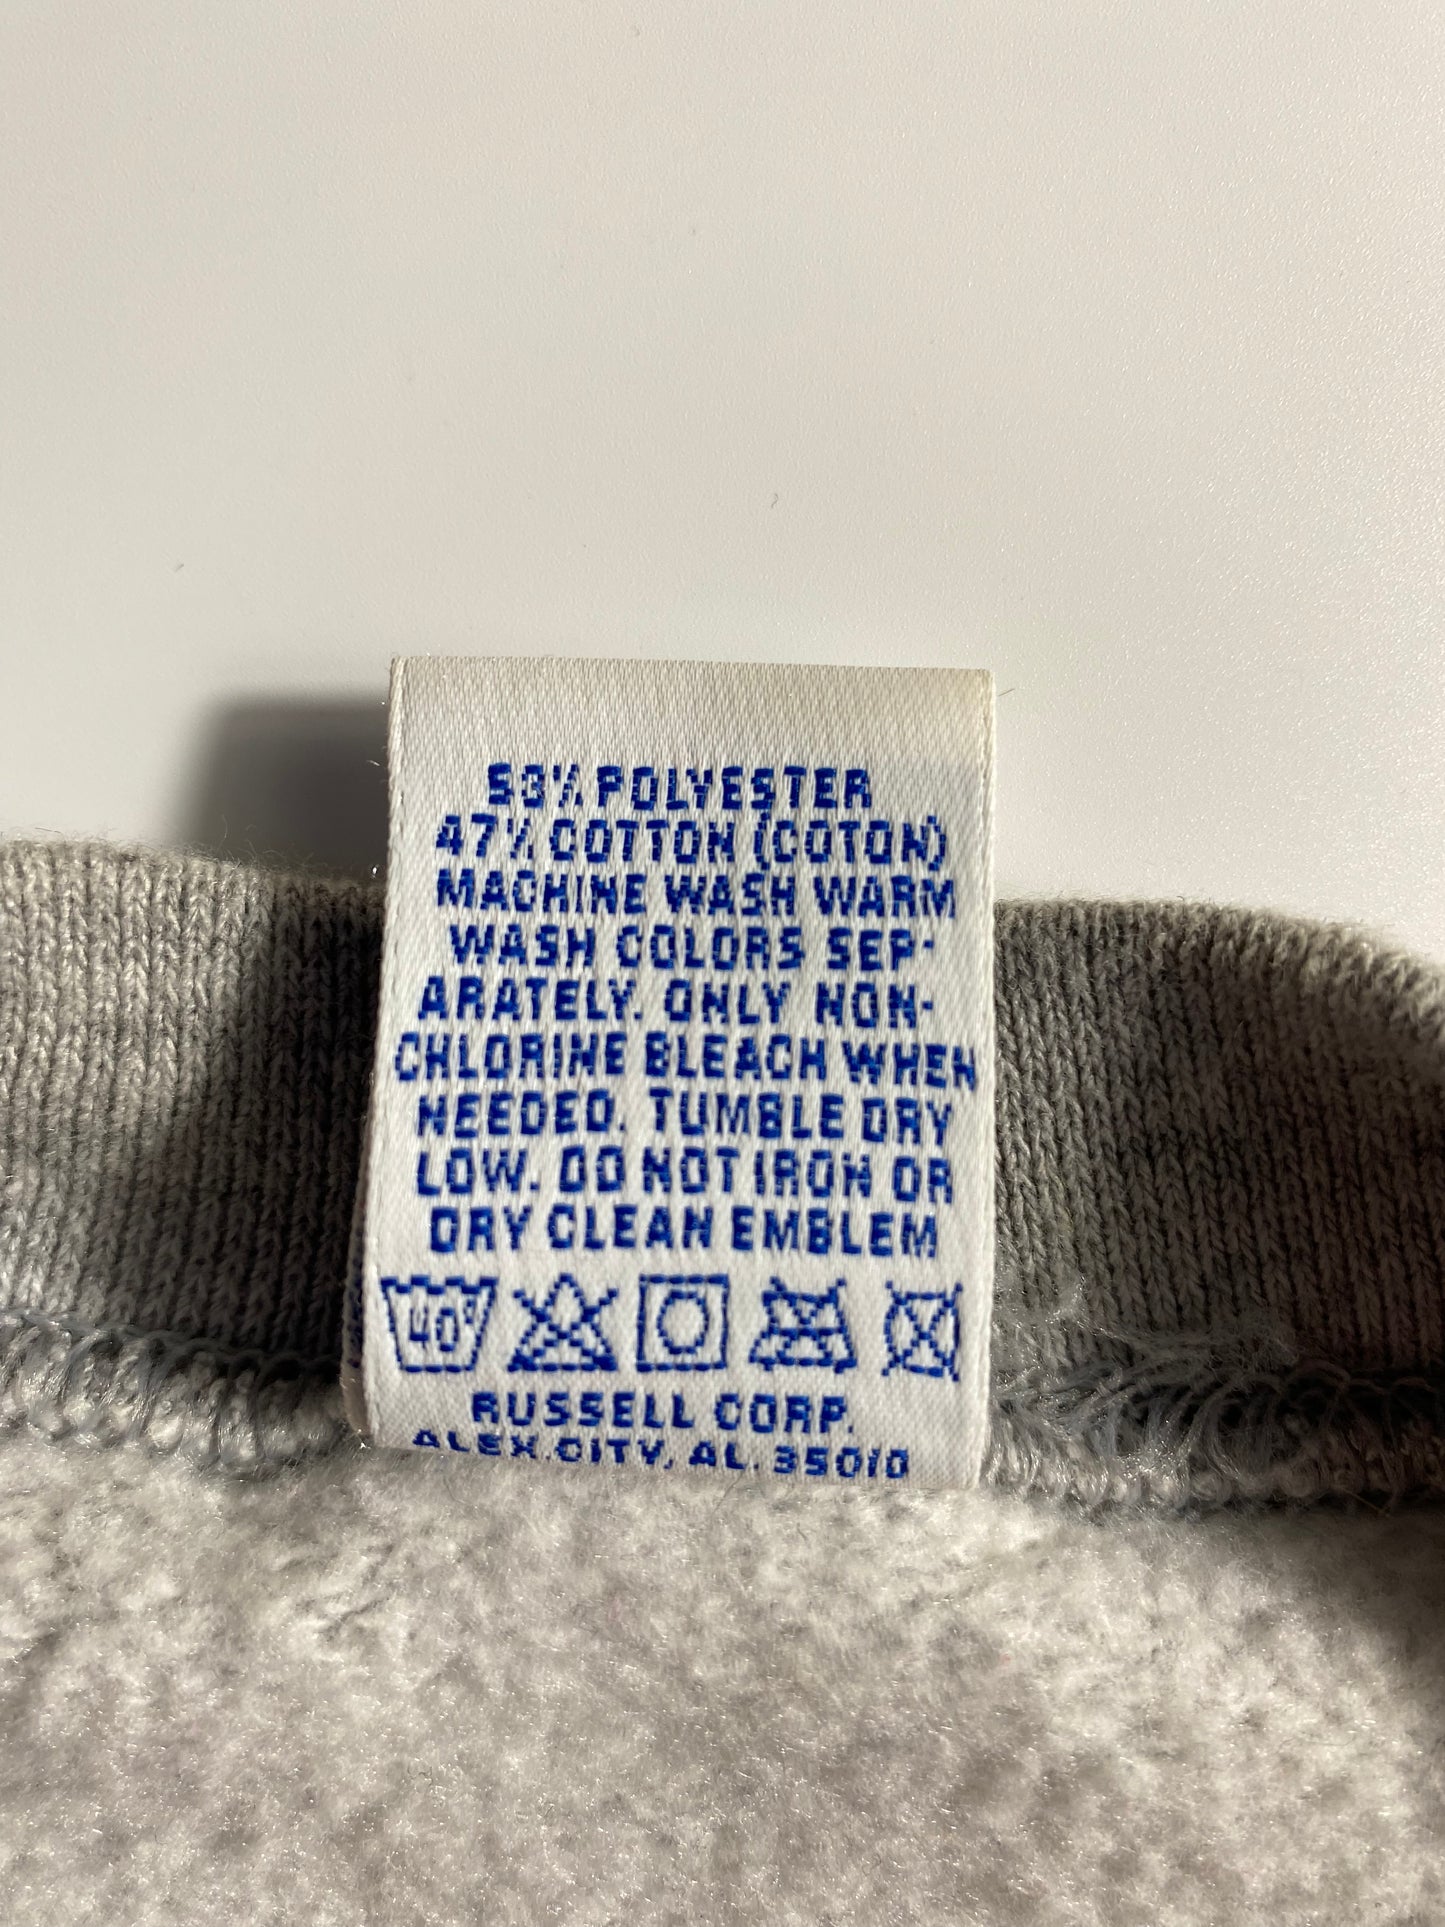 53% POLYESTER
47% COTTON (COTON)
MACHINE WASH WARM
WASH COLORS SEP-
ARATELY. ONLY NON-
CHLORINE BLEACH WHEN
NEEDED. TUMBLE DRY
LOW. DO NOT IRON OR
DRY CLEAN EMBLEM
40°
RUSSELL CORP.
ALEX.CITY, AL. 35010